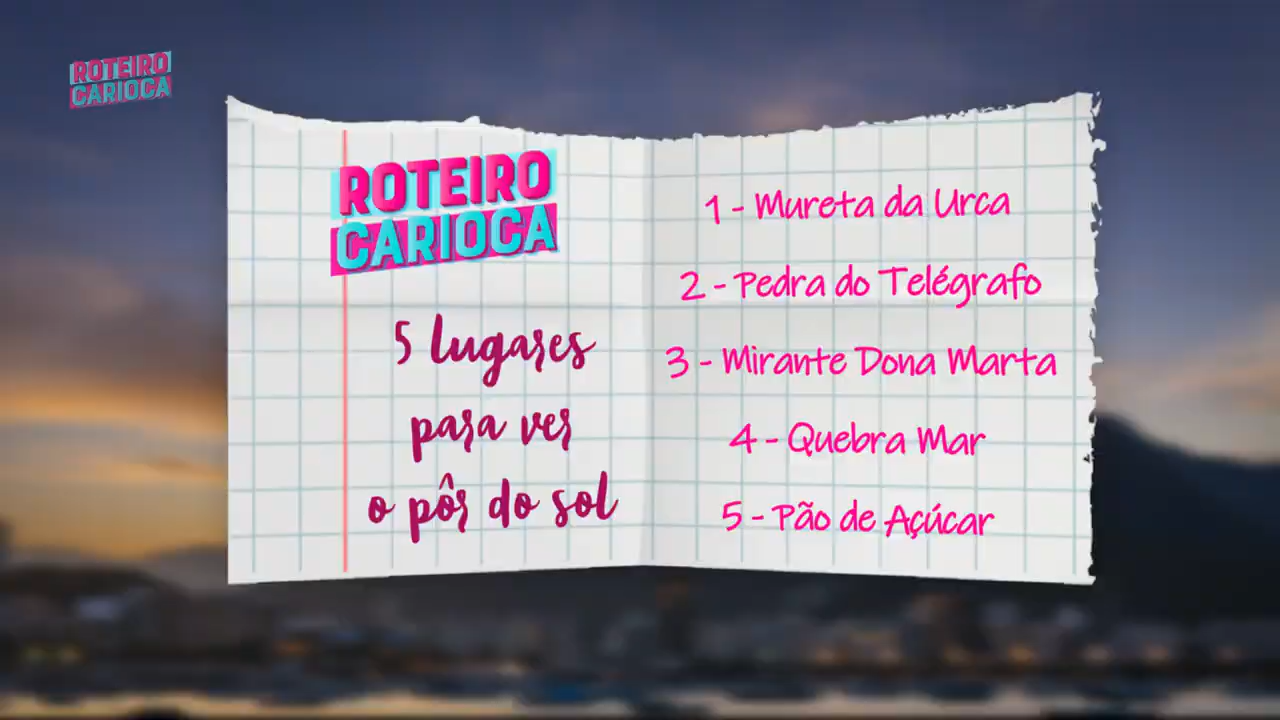 ROTEIRO
CARIOCA
ROTEIRO
CARIOCA
5 lugares
para ver
o pôr do sol
1 - Mureta da Urca
2 - Pedra do Telégrafo
3 - Mirante Dona Marta
4 - Quebra Mar
5 - Pão de Açúcar